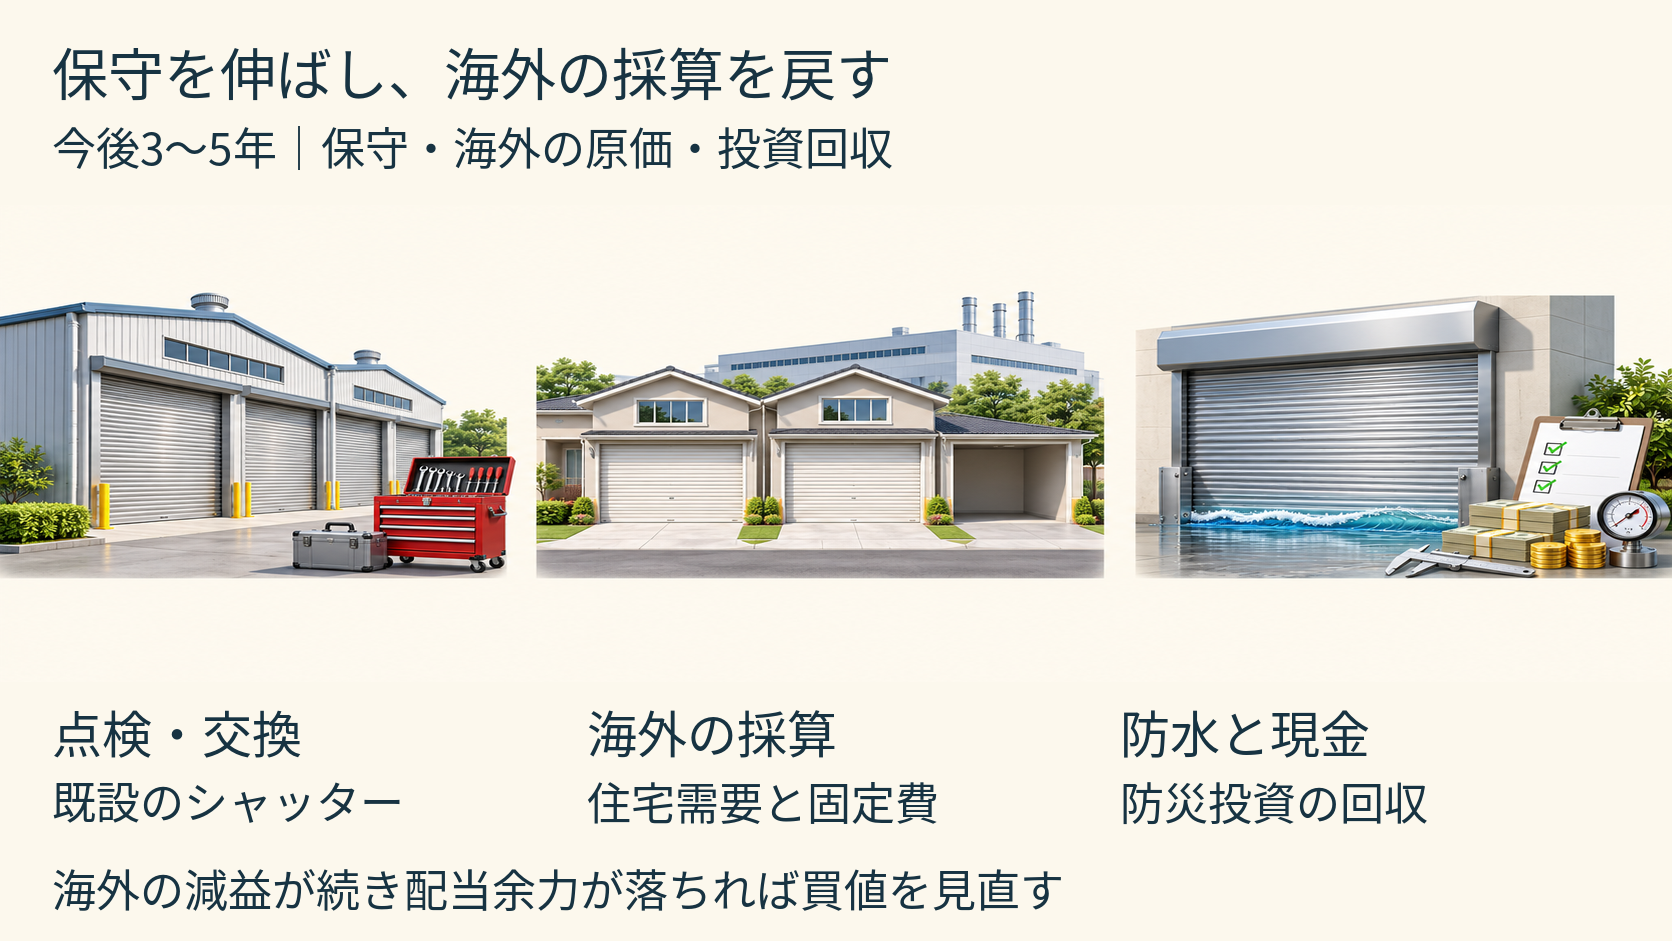 保守を伸ばし、海外の採算を戻す
今後3～5年｜保守・海外の原価・投資回収
点検・交換
既設のシャッター
海外の採算
住宅需要と固定費
防水と現金
防災投資の回収
海外の減益が続き配当余力が落ちれば買値を見直す